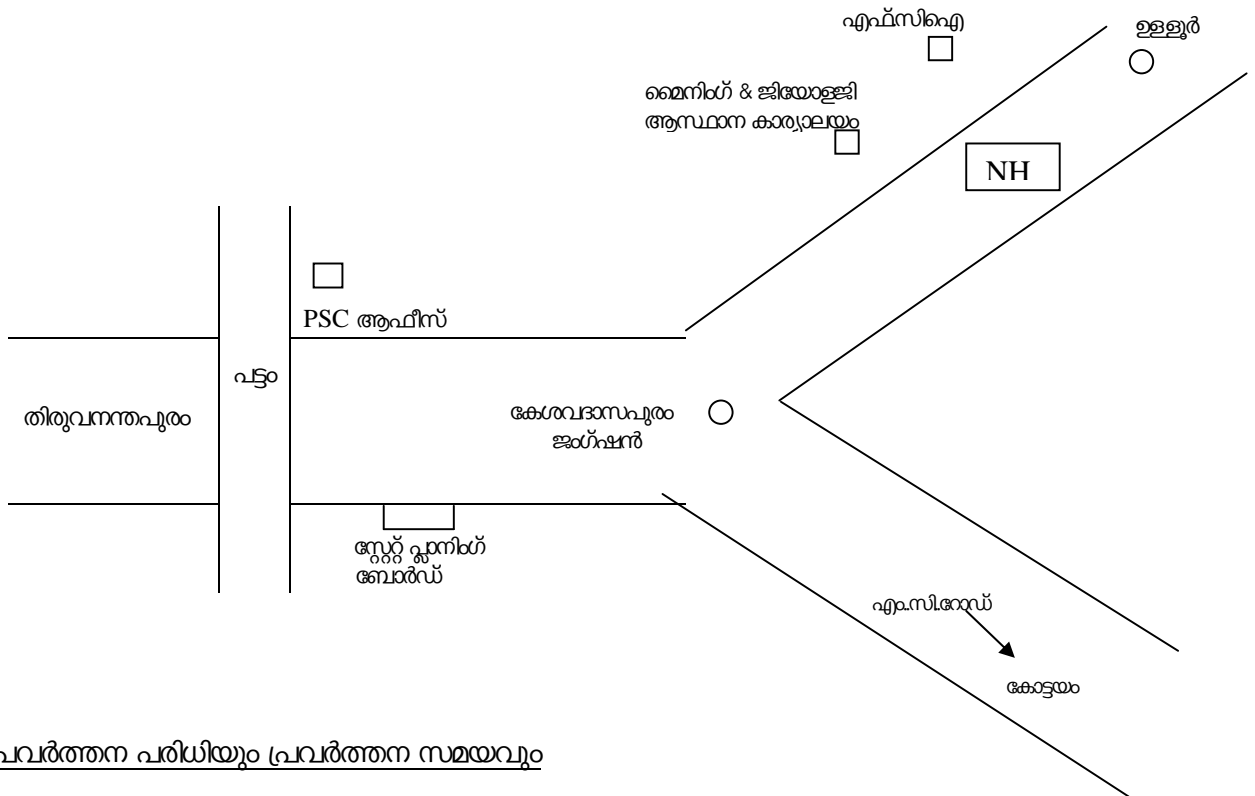 എഫ്സിഐ
ഉള്ളൂർ
മൈനിംഗ് & ജിയോളജി
ആസ്ഥാന കാര്യാലയം
NH
PSC ആഫീസ്
പട്ടം
തിരുവനന്തപുരം
കേശവദാസപുരം
ജംഗ്ഷൻ
സ്റ്റേറ്റ് പ്ലാനിംഗ്
ബോർഡ്
എം.സി.റോഡ്
കോട്ടയം
പവർത്തന പരിധിയും പ്രവർത്തന സമയവും